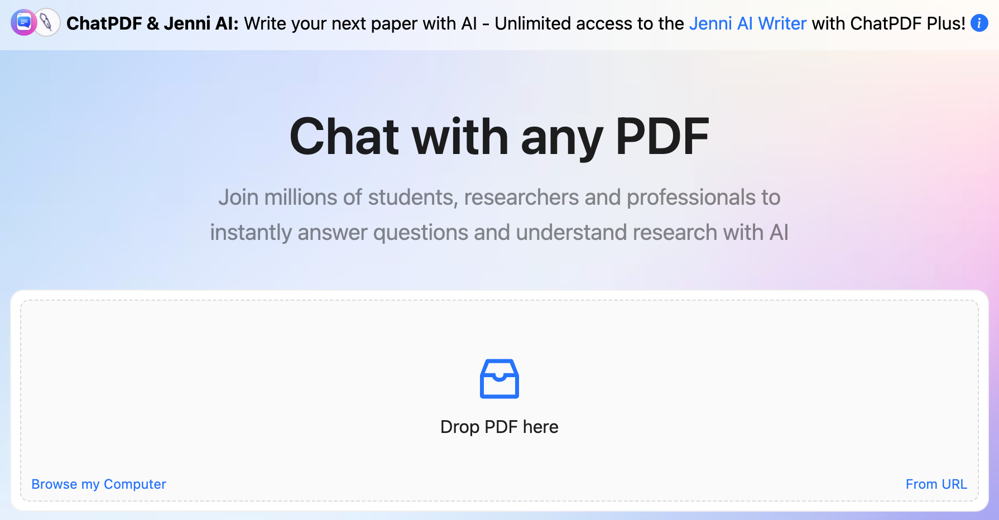 ChatPDF & Jenni AI: Write your next paper with AI - Unlimited access to the Jenni AI Writer with ChatPDF Plus! i
Chat with any PDF
Join millions of students, researchers and professionals to
instantly answer questions and understand research with AI
Drop PDF here
Browse my Computer
From URL